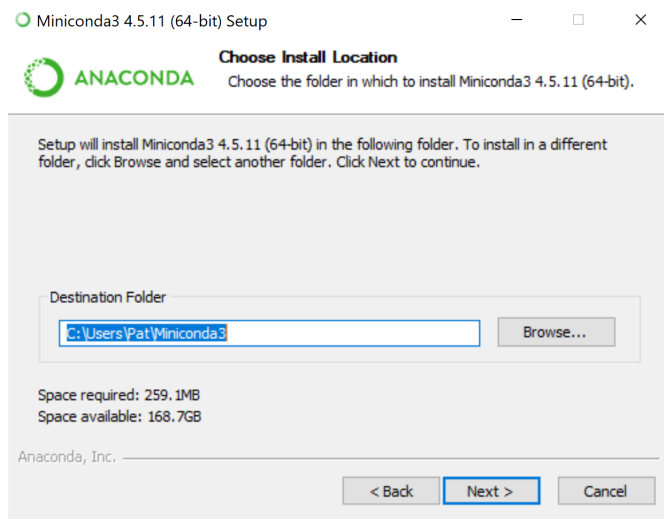 Miniconda3 4.5.11 (64-bit) Setup
ANACONDA
Choose Install Location
Choose the folder in which to install Miniconda3 4.5.11 (64-bit).
Setup will install Miniconda3 4.5.11 (64-bit) in the following folder. To install in a different
folder, click Browse and select another folder. Click Next to continue.
Destination Folder
C:\Users\Pat\Miniconda3
Browse...
Space required: 259.1MB
Space available: 168.7GB
Anaconda, Inc.
< Back
Next >
Cancel